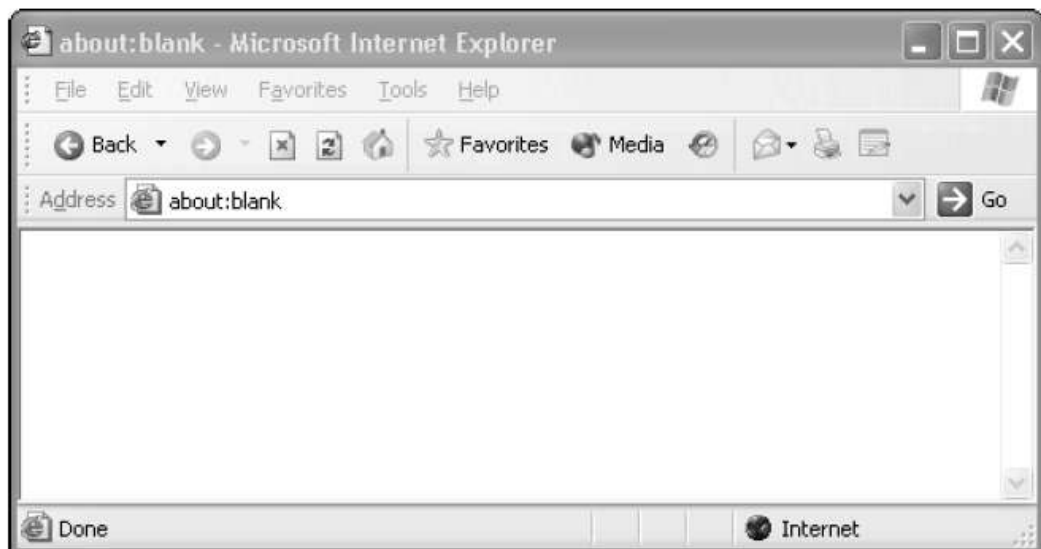 about:blank - Microsoft Internet Explorer
File Edit View Favorites Tools Help
Back Favorites Media
Address about:blank Go
Done Internet